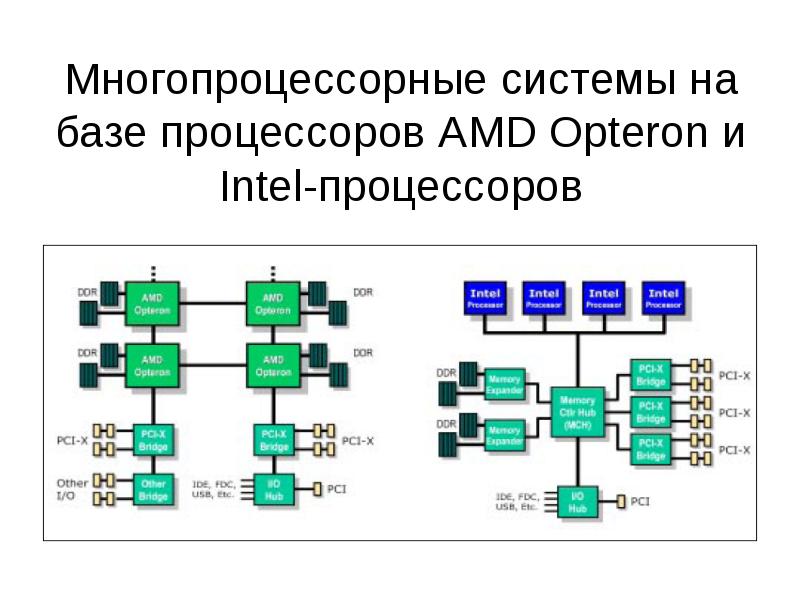 Многопроцессорные системы на
базе процессоров AMD Opteron и
Intel-процессоров
DDR
AMD
Opteron
AMD
Opteron
DDR
DDR
AMD
Opteron
AMD
Opteron
DDR
PCI-X
PCI-X
Bridge
PCI-X
Bridge
PCI-X
Other
I/O
Other
Bridge
IDE, FDC,
USB, Etc.
I/O
Hub
PCI
Intel
Processor
Intel
Processor
Intel
Processor
Intel
Processor
DDR
Memory
Expander
DDR
Memory
Expander
Memory
Ctlr Hub
(MCH)
PCI-X
Bridge
PCI-X
PCI-X
Bridge
PCI-X
PCI-X
Bridge
PCI-X
IDE, FDC,
USB, Etc.
I/O
Hub
PCI